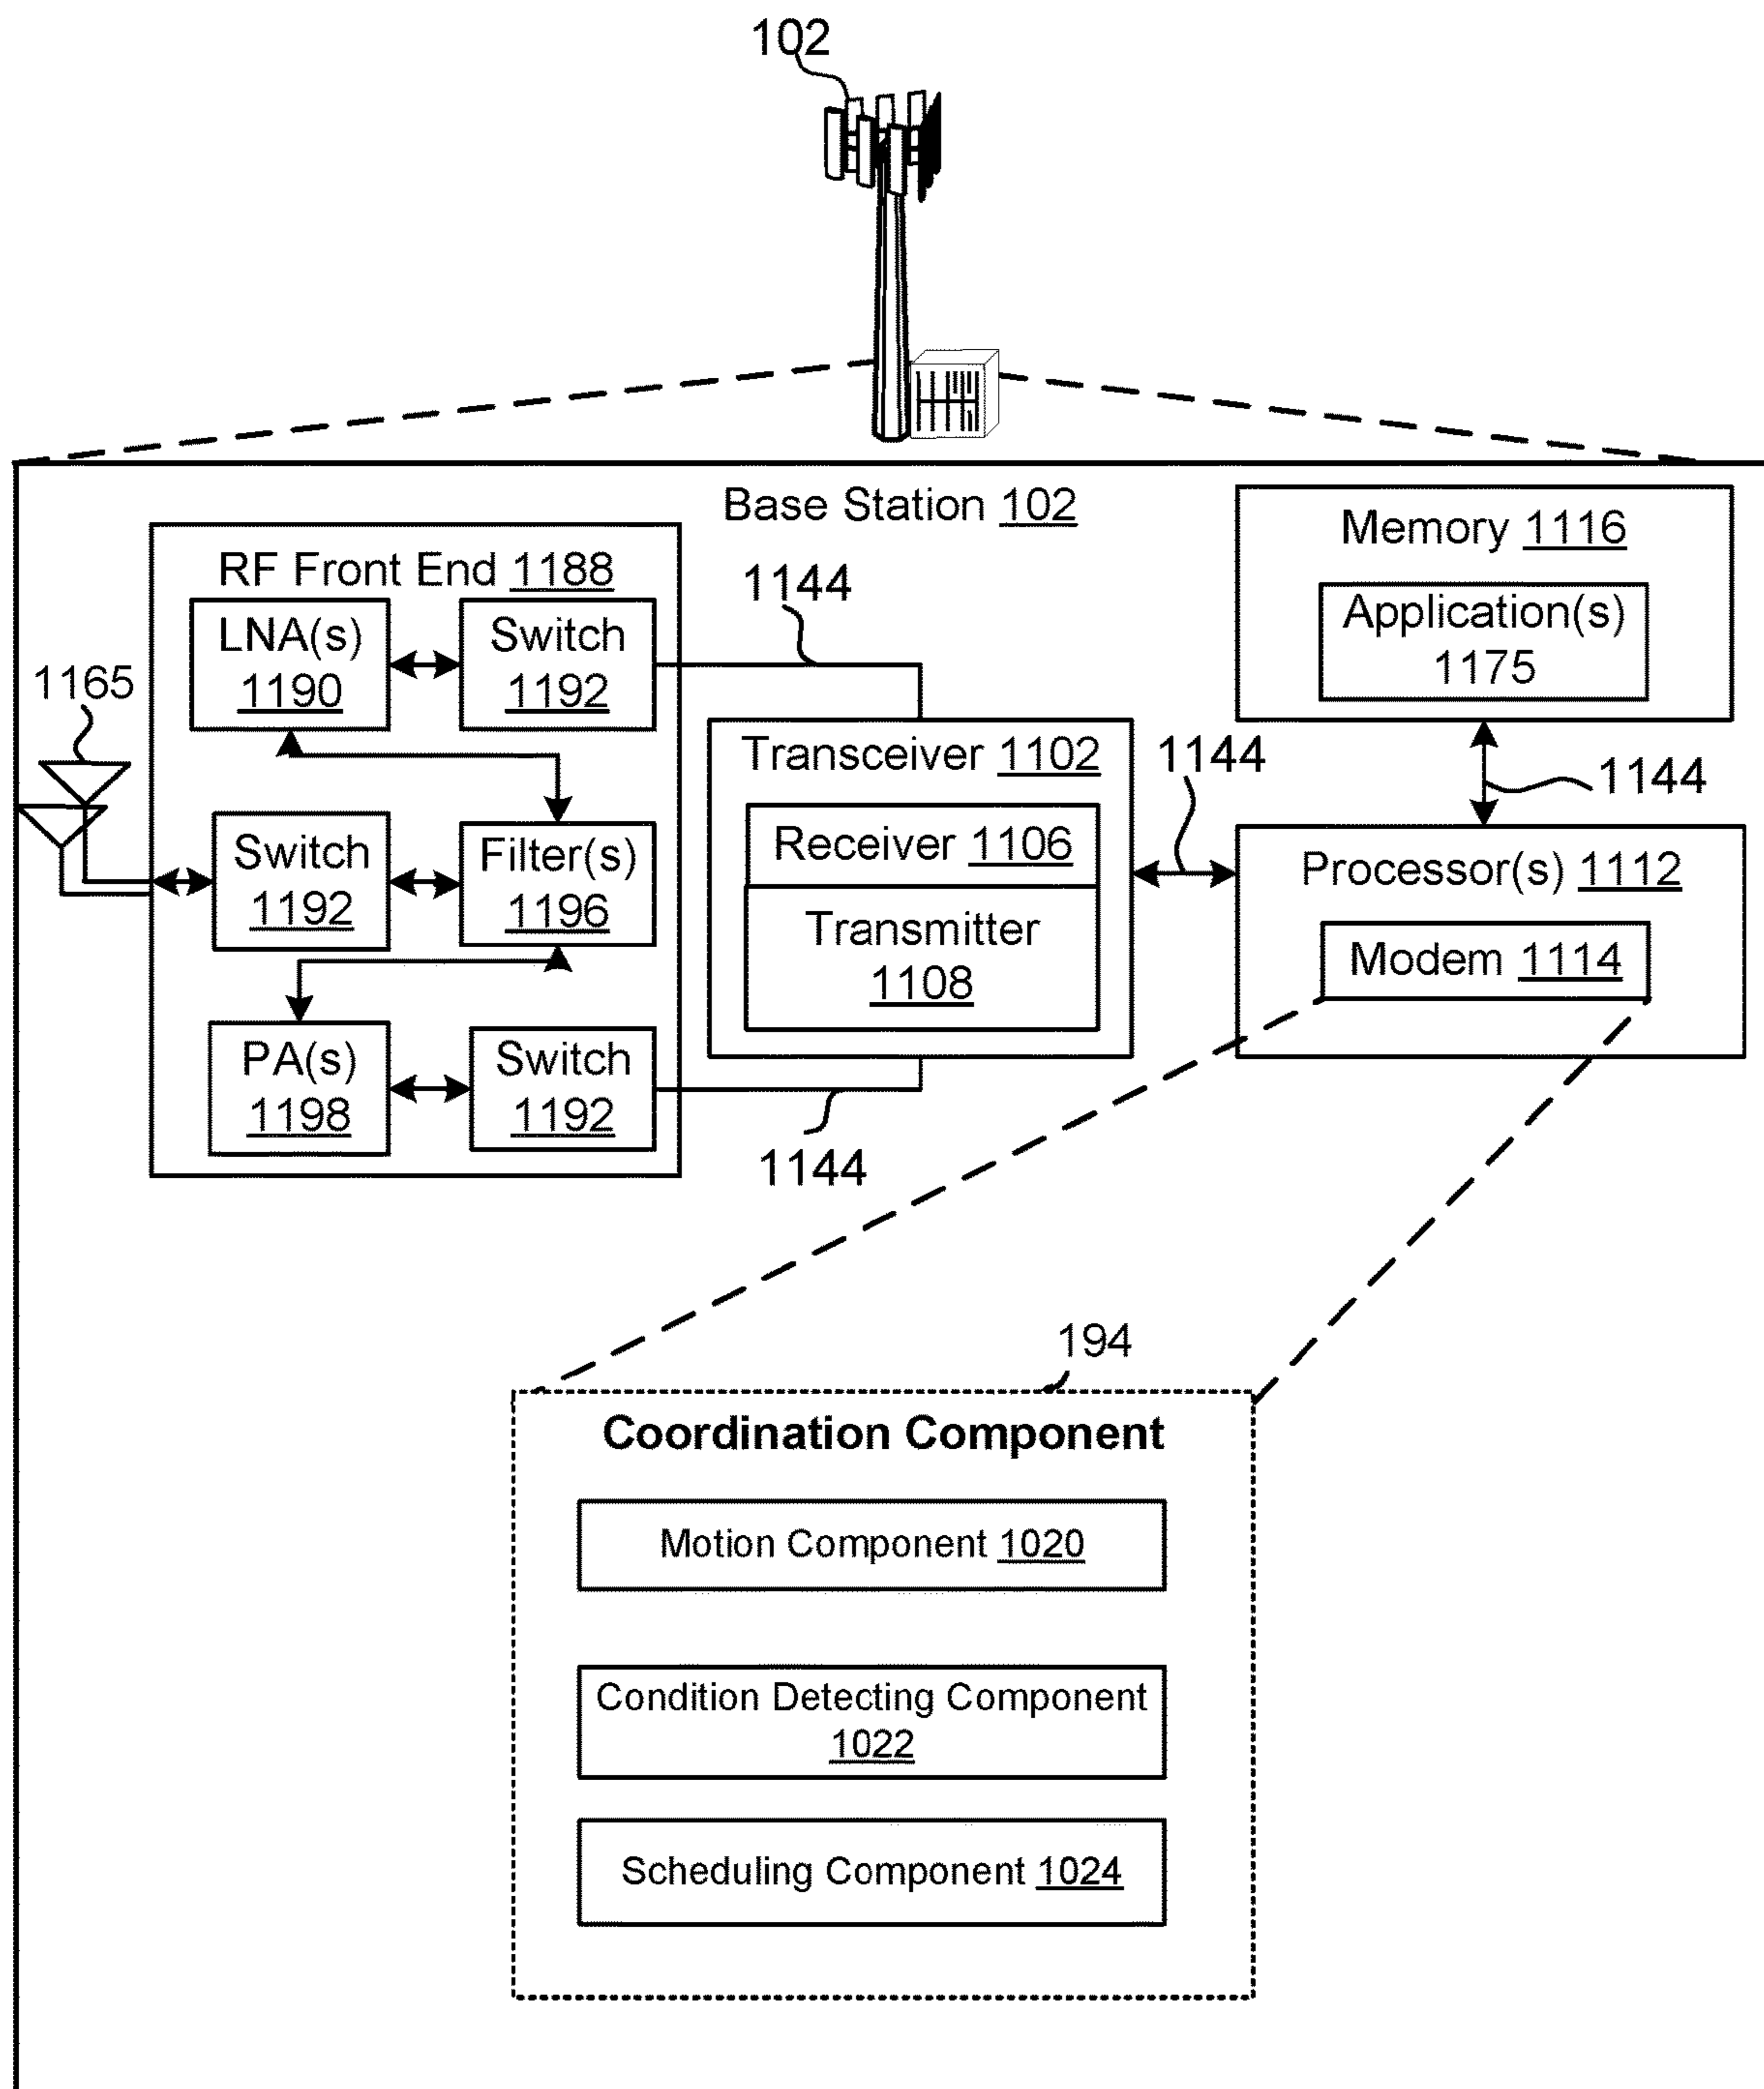 102
Base Station 102
RF Front End 1188
LNA(s)
1190
Switch
1192
1165
Switch
1192
Filter(s)
1196
PA(s)
1198
Switch
1192
1144
Transceiver 1102
Receiver 1106
Transmitter
1108
1144
1144
Memory 1116
Application(s)
1175
1144
Processor(s) 1112
Modem 1114
194
Coordination Component
Motion Component 1020
Condition Detecting Component
1022
Scheduling Component 1024